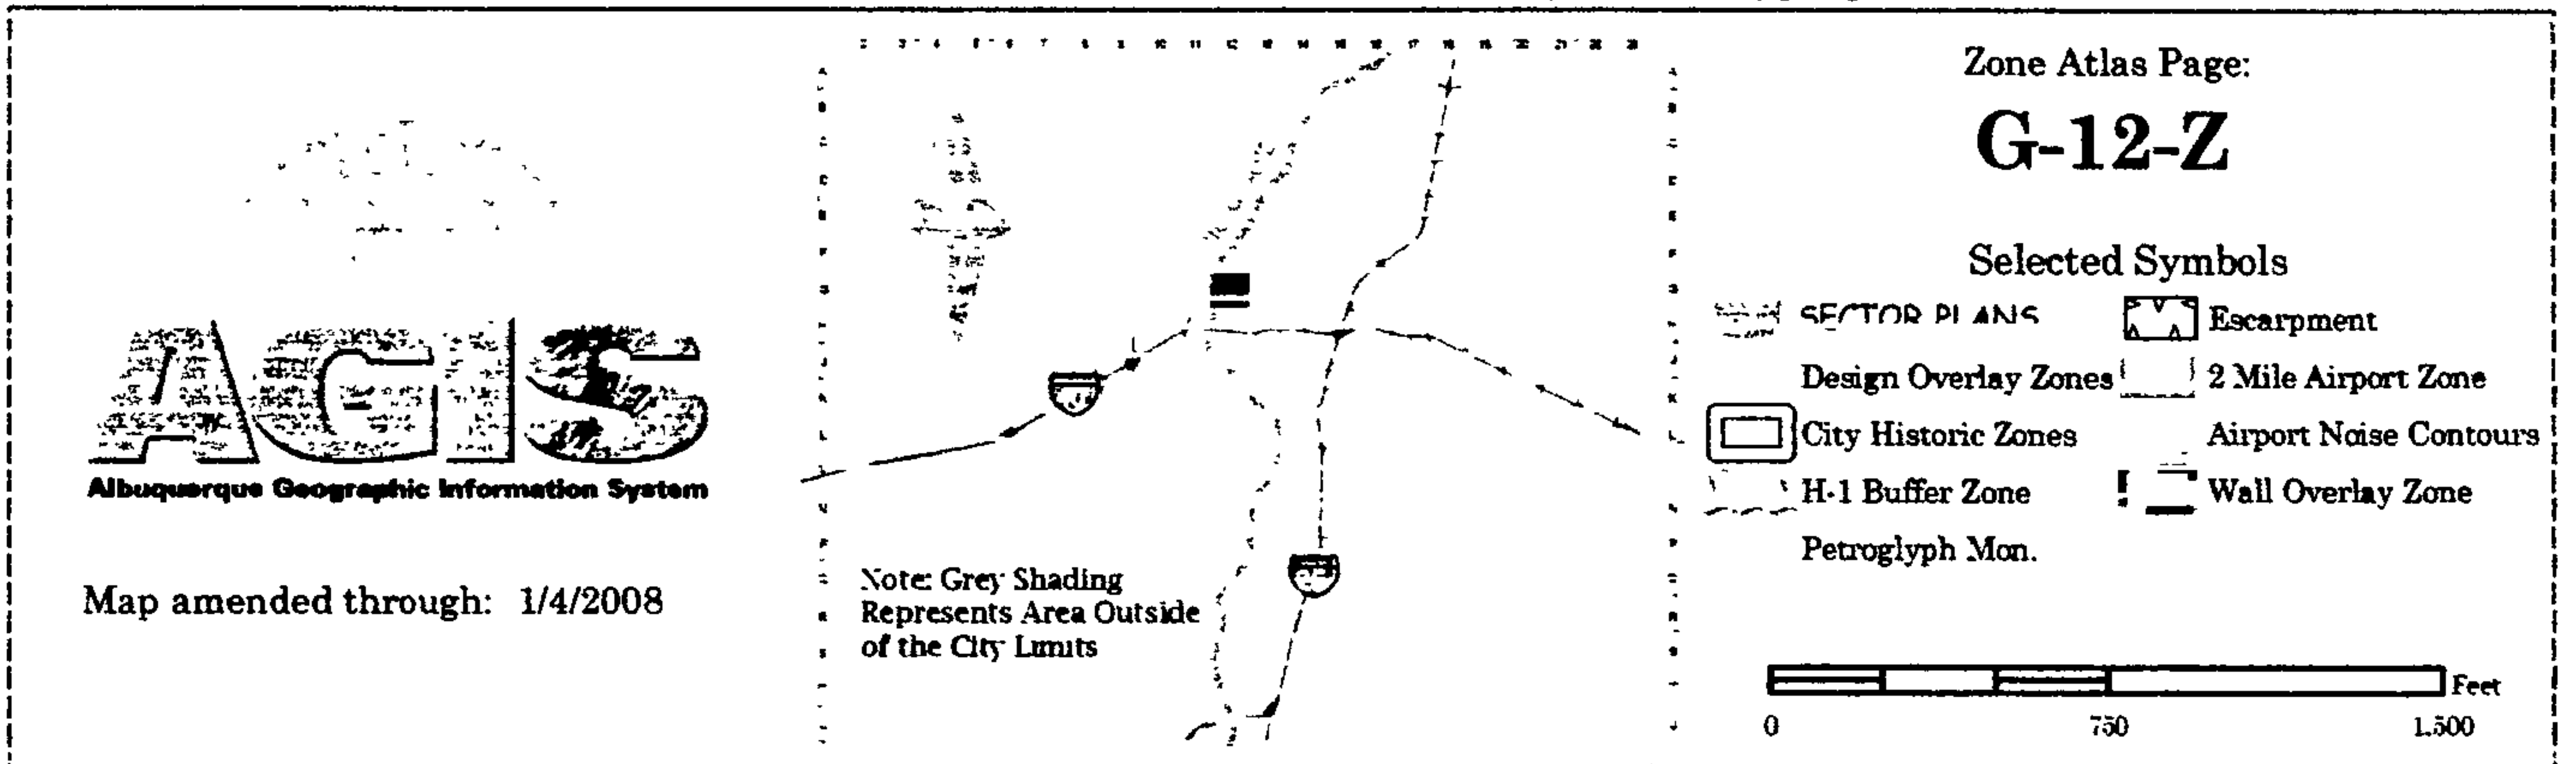 AGIS
Albuquerque Geographic Information System
Map amended through: 1/4/2008
Note: Grey Shading
Represents Area Outside
of the City Limits
Zone Atlas Page:
G-12-Z
Selected Symbols
SECTOR PLANS
Escarpment
Design Overlay Zones
2 Mile Airport Zone
City Historic Zones
Airport Noise Contours
H-1 Buffer Zone
Wall Overlay Zone
Petroglyph Mon.
Feet
0 750 1,500